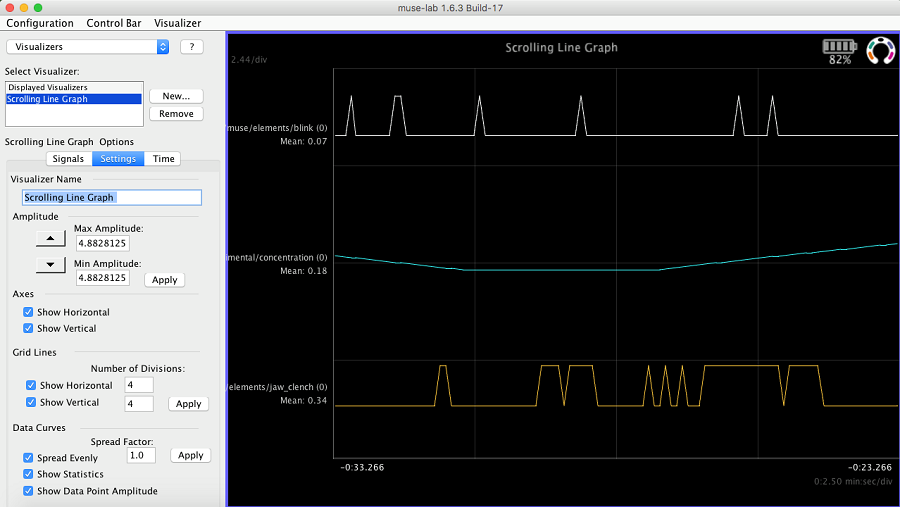 muse-lab 1.6.3 Build-17
Configuration Control Bar Visualizer
Visualizers ?
Select Visualizer:
Displayed Visualizers
Scrolling Line Graph
New...
Remove
Scrolling Line Graph Options
Signals Settings Time
Visualizer Name
Scrolling Line Graph
Amplitude
Max Amplitude:
4.8828125
Min Amplitude:
4.8828125 Apply
Axes
Show Horizontal
Show Vertical
Grid Lines
Number of Divisions:
Show Horizontal 4
Show Vertical 4 Apply
Data Curves
Spread Factor:
Spread Evenly 1.0 Apply
Show Statistics
Show Data Point Amplitude
Scrolling Line Graph
2.44/div
82%
muse/elements/blink (0)
Mean: 0.07
imental/concentration (0)
Mean: 0.18
elements/jaw_clench (0)
Mean: 0.34
-0:33.266 -0:23.266
0:2.50 min:sec/div